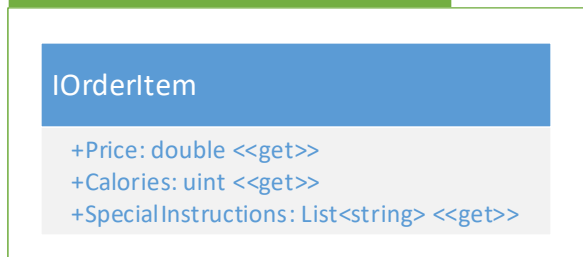 IOrderItem
+Price: double <<get>>
+Calories: uint <<get>>
+SpecialInstructions: List<string> <<get>>